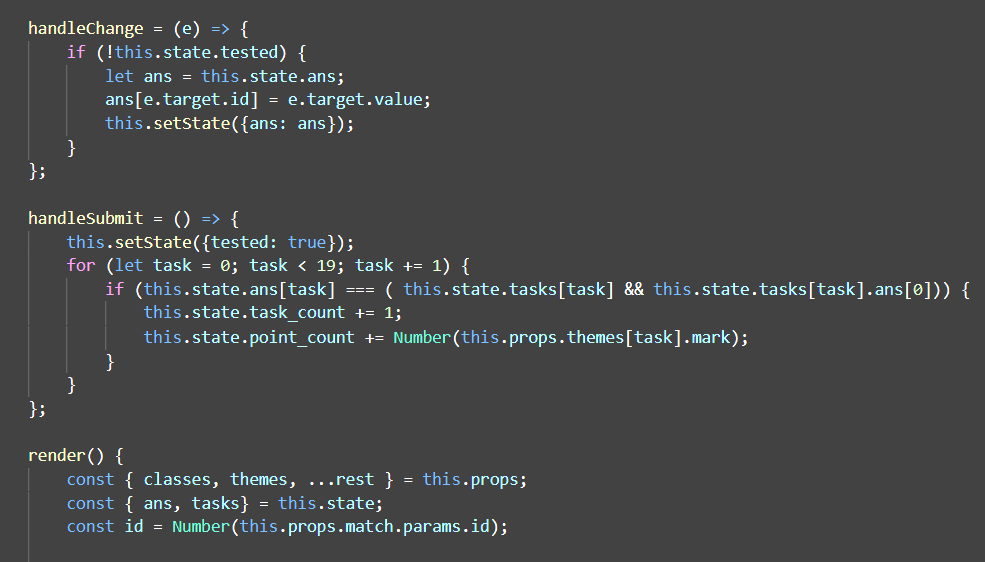 handleChange = (e) => {
if (!this.state.tested) {
let ans = this.state.ans;
ans[e.target.id] = e.target.value;
this.setState({ans: ans});
}
};
handleSubmit = () => {
this.setState({tested: true});
for (let task = 0; task < 19; task += 1) {
if (this.state.ans[task] === ( this.state.tasks[task] && this.state.tasks[task].ans[0])) {
this.state.task_count += 1;
this.state.point_count += Number(this.props.themes[task].mark);
}
}
};
render() {
const { classes, themes, ...rest } = this.props;
const { ans, tasks} = this.state;
const id = Number(this.props.match.params.id);